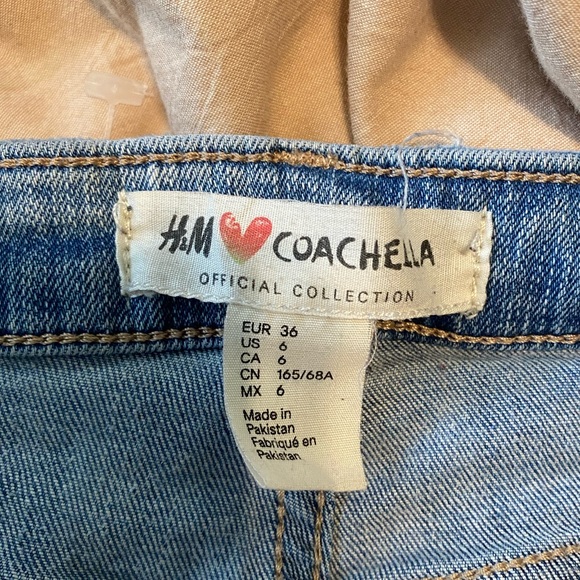 H&M COACHELLA
OFFICIAL COLLECTION
EUR 36
US 6
CA 6
CN 165/68A
MX 6
Made in
Pakistan
Fabriqué en
Pakistan